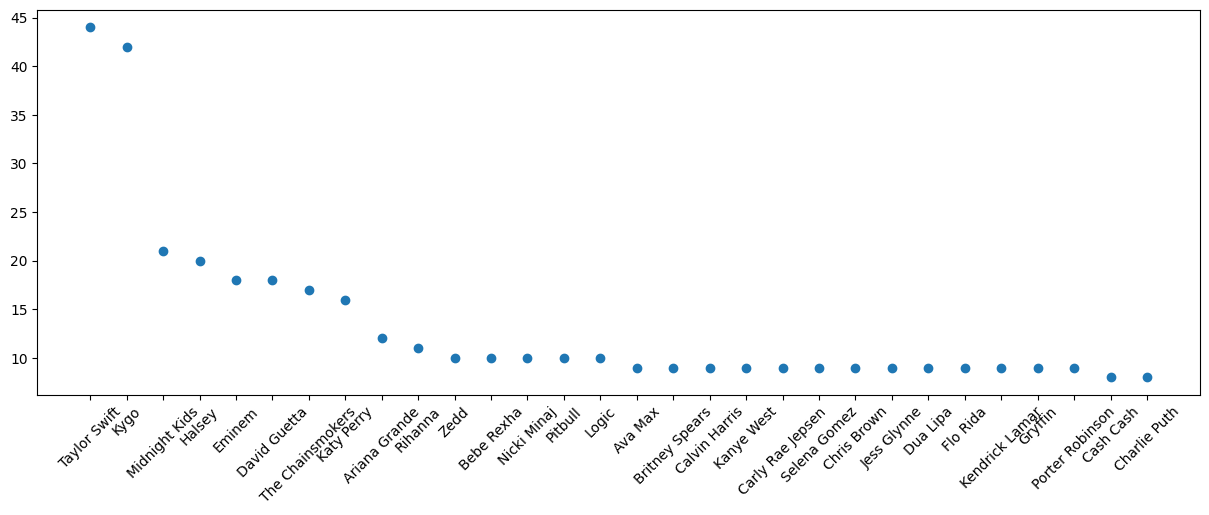 45
40
35
30
25
20
15
10
Taylor Swift
Kygo
Midnight Kids
Halsey
Eminem
David Guetta
The Chainsmokers
Katy Perry
Ariana Grande
Rihanna
Zedd
Bebe Rexha
Nicki Minaj
Pitbull
Logic
Ava Max
Britney Spears
Calvin Harris
Kanye West
Carly Rae Jepsen
Selena Gomez
Chris Brown
Jess Glynne
Dua Lipa
Flo Rida
Kendrick Lamar
Gryffin
Porter Robinson
Cash Cash
Charlie Puth